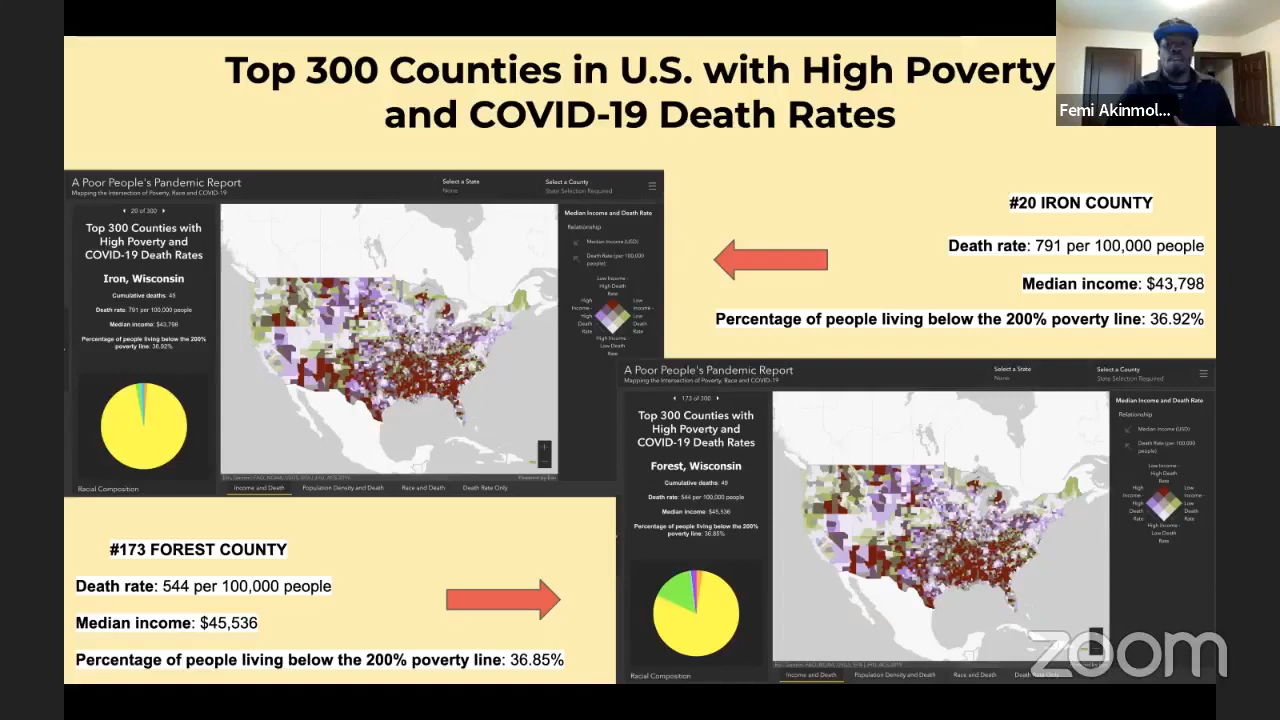 Top 300 Counties in U.S. with High Poverty
and COVID-19 Death Rates
Femi Akinmol...
A Poor People's Pandemic Report
Mapping the Intersection of Poverty, Race and COVID-19
Select a State
None
Select a County
State Selection Required
20 of 300
Top 300 Counties with
High Poverty and
COVID-19 Death Rates
Iron, Wisconsin
Cumulative deaths: 45
Death rate: 791 per 100,000 people
Median income: $43,798
Percentage of people living below the 200%
poverty line: 36.92%
Racial Composition
Median Income and Death Rate
Relationship
Median Income (USD)
Death Rate (per 100,000
people)
Low Income -
High Death
Rate
High
Income -
High
Death
Rate
Low
Income -
Low
Death
Rate
High Income -
Low Death
Rate
Powered by Esri
Income and Death
Population Density and Death
Race and Death
Death Rate Only
#20 IRON COUNTY
Death rate: 791 per 100,000 people
Median income: $43,798
Percentage of people living below the 200% poverty line: 36.92%
#173 FOREST COUNTY
Death rate: 544 per 100,000 people
Median income: $45,536
Percentage of people living below the 200% poverty line: 36.85%
A Poor People's Pandemic Report
Mapping the Intersection of Poverty, Race and COVID-19
Select a State
None
Select a County
State Selection Required
173 of 300
Top 300 Counties with
High Poverty and
COVID-19 Death Rates
Forest, Wisconsin
Cumulative deaths: 49
Death rate: 544 per 100,000 people
Median income: $45,536
Percentage of people living below the 200%
poverty line: 36.85%
Racial Composition
Median Income and Death Rate
Relationship
Median Income (USD)
Death Rate (per 100,000
people)
Low Income -
High Death
Rate
High
Income -
High
Death
Rate
Low
Income -
Low
Death
Rate
High Income -
Low Death
Rate
Income and Death
Population Density and Death
Race and Death
Death Rate Only
zoom